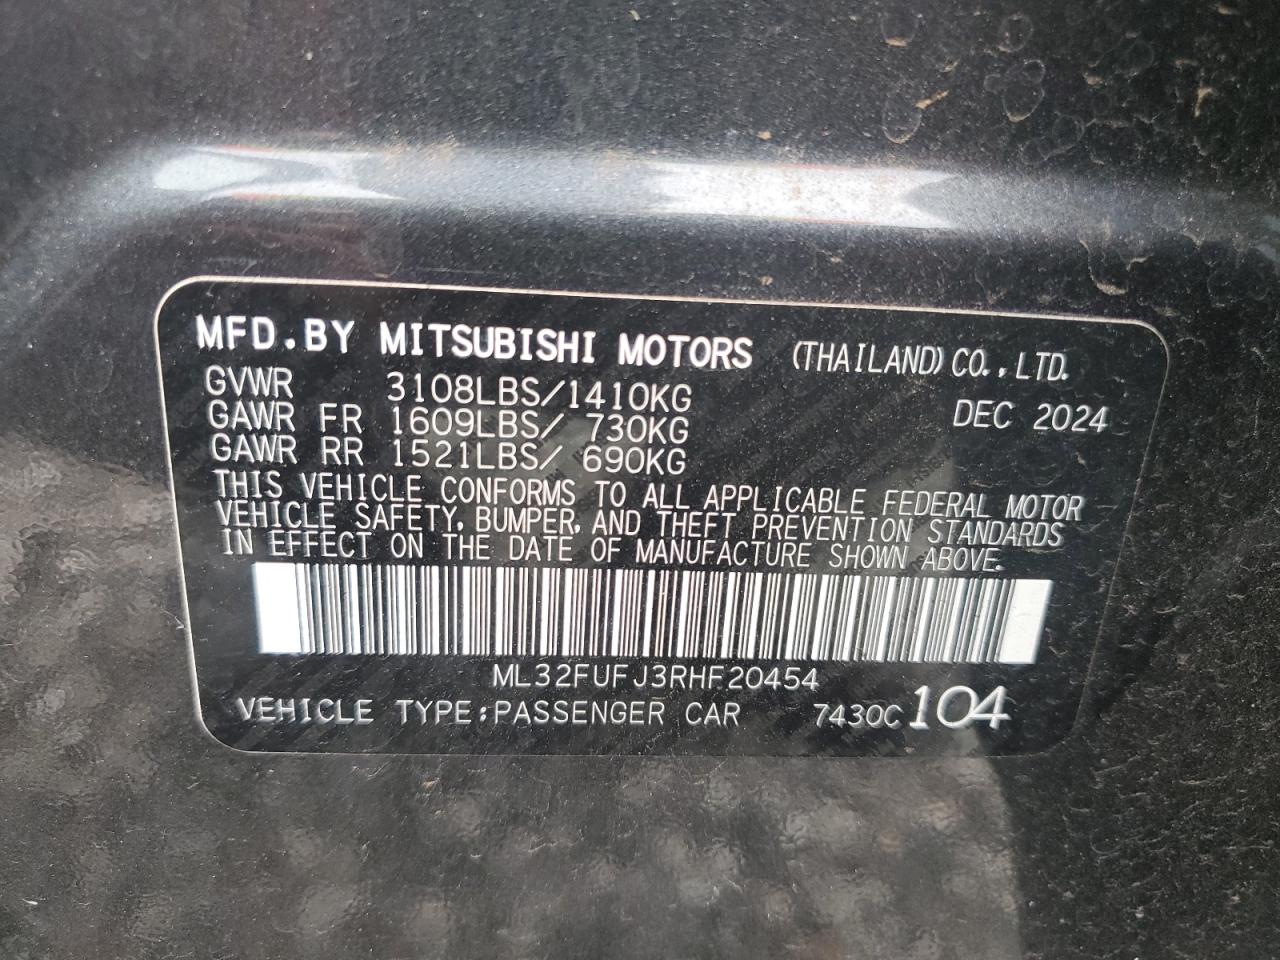 MFD.BY MITSUBISHI MOTORS (THAILAND) CO.,LTD.
GVWR 3108LBS/1410KG
GAWR FR 1609LBS/ 730KG DEC 2024
GAWR RR 1521LBS/ 690KG
THIS VEHICLE CONFORMS TO ALL APPLICABLE FEDERAL MOTOR
VEHICLE SAFETY, BUMPER, AND THEFT PREVENTION STANDARDS
IN EFFECT ON THE DATE OF MANUFACTURE SHOWN ABOVE.
ML32FUFJ3RHF20454
VEHICLE TYPE:PASSENGER CAR 7430C104